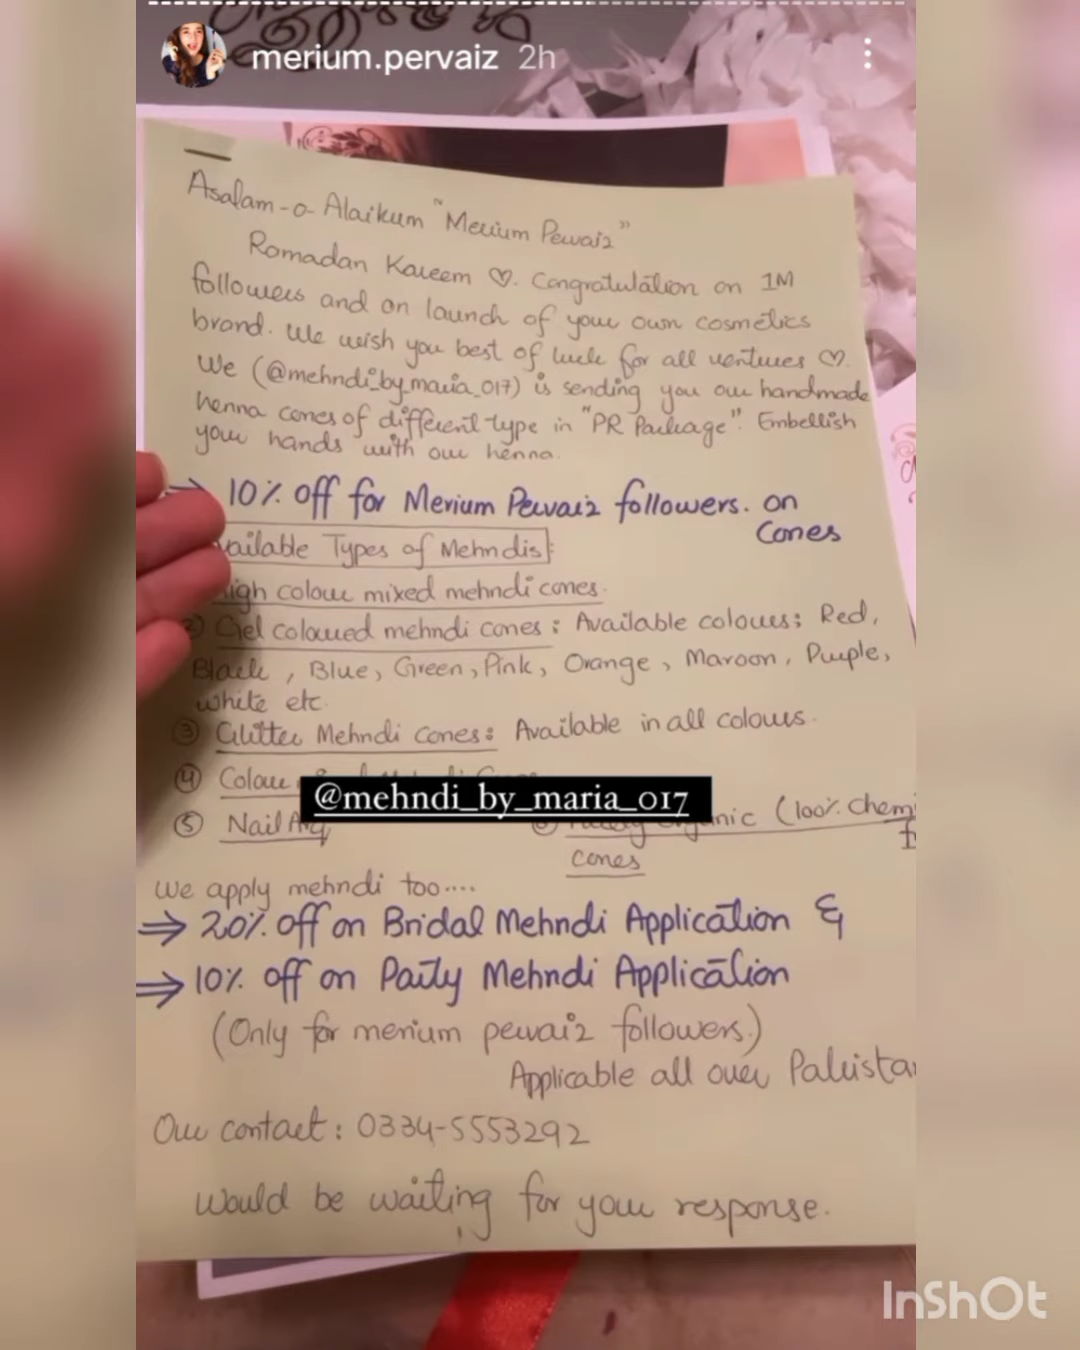 merium.pervaiz 2h
Asalam-o-Alaikum "Merium Pervaiz"
Ramadan Kareem ♡. Congratulation on 1M
followers and on launch of your own cosmetics
brand. We wish you best of luck for all ventures ♡.
We (@mehndi_by_maria_017) is sending you our handmade
henna cones of different type in "PR Package". Embellish
your hands with our henna.
→ 10% off for Merium Pervaiz followers. on
Cones
vailable Types of Mehndis:
igh colour mixed mehndi cones.
2) Gel coloured mehndi cones: Available colours: Red,
Black, Blue, Green, Pink, Orange, Maroon, Purple,
white etc.
③ Glitter Mehndi cones: Available in all colours.
④ Colour
@mehndi_by_maria_017
⑤ Nail
nic (100% Chem
cones
We apply mehndi too....
⇒ 20% off on Bridal Mehndi Application &
⇒ 10% off on Party Mehndi Application
(Only for merium pervaiz followers.)
Applicable all over Pakista
Our contact: 0334-5553292
Would be waiting for your response.
InShOt